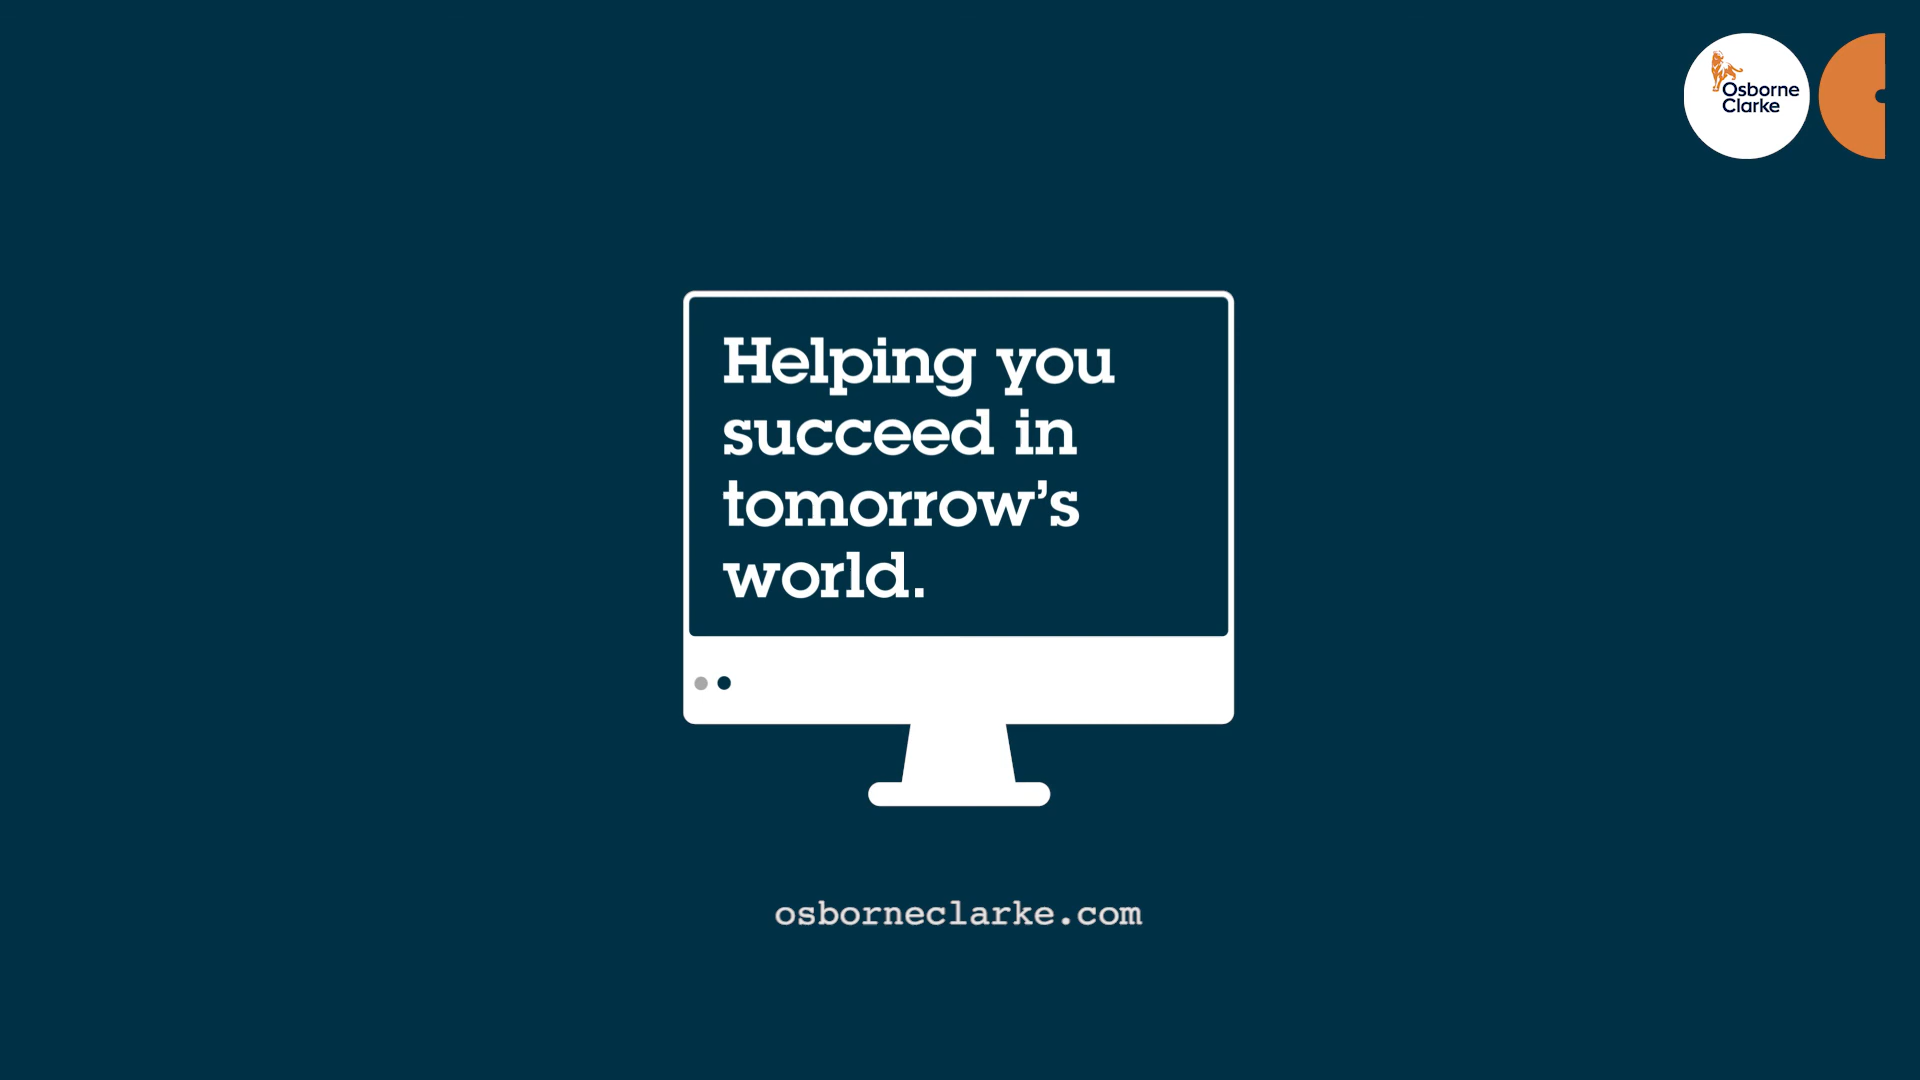 Osborne
Clarke
Helping you
succeed in
tomorrow’s
world.
osborneclarke.com